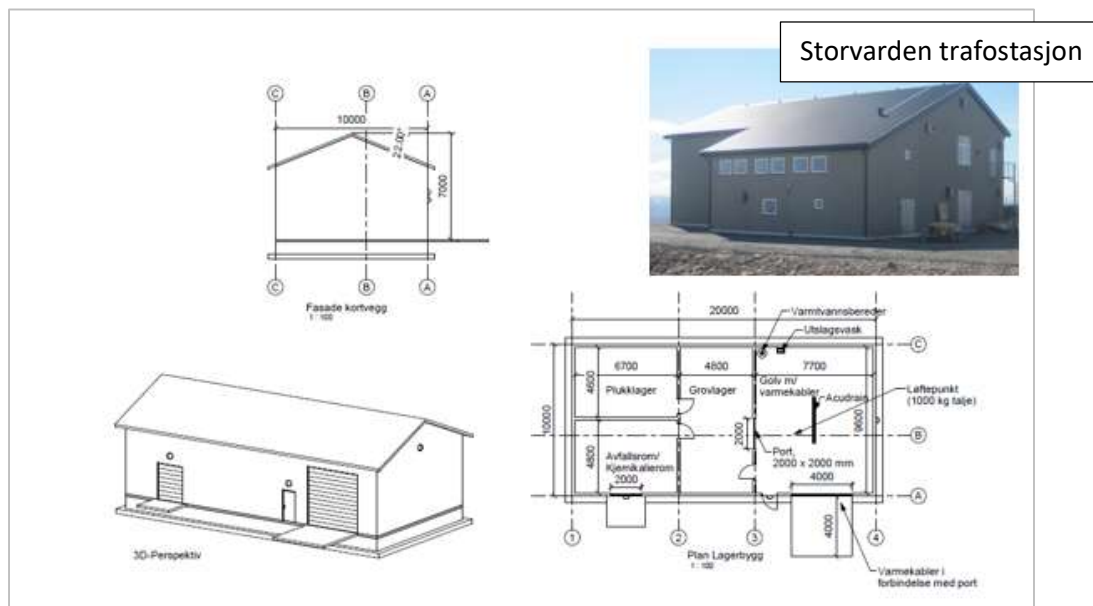 Storvarden trafostasjon
C
B
A
10000
22.00°
7000
C
B
A
Fasade kortvegg
1 : 100
20000
Varmtvannsbereder
Utslagsvask
C
6700
4800
7700
Plukklager
Grovlager
Golv m/
varmekabler
Løftepunkt
(1000 kg talje)
Acudrain
4600
10000
2000
9600
B
Port,
2000 x 2000 mm
4800
Avfallsrom/
Kjemikalierom
2000
4000
A
4000
1
2
3
4
Plan Lagerbygg
1 : 100
3D-Perspektiv
Varmekabler i
forbindelse med port